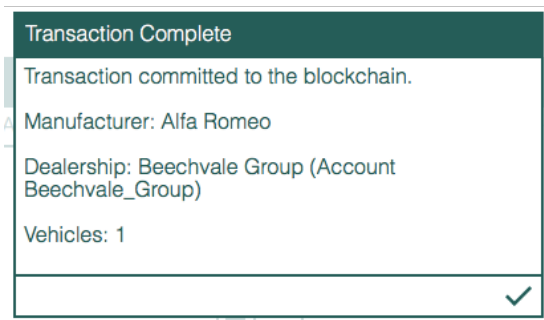 Transaction Complete
Transaction committed to the blockchain.
Manufacturer: Alfa Romeo
Dealership: Beechvale Group (Account
Beechvale_Group)
Vehicles: 1